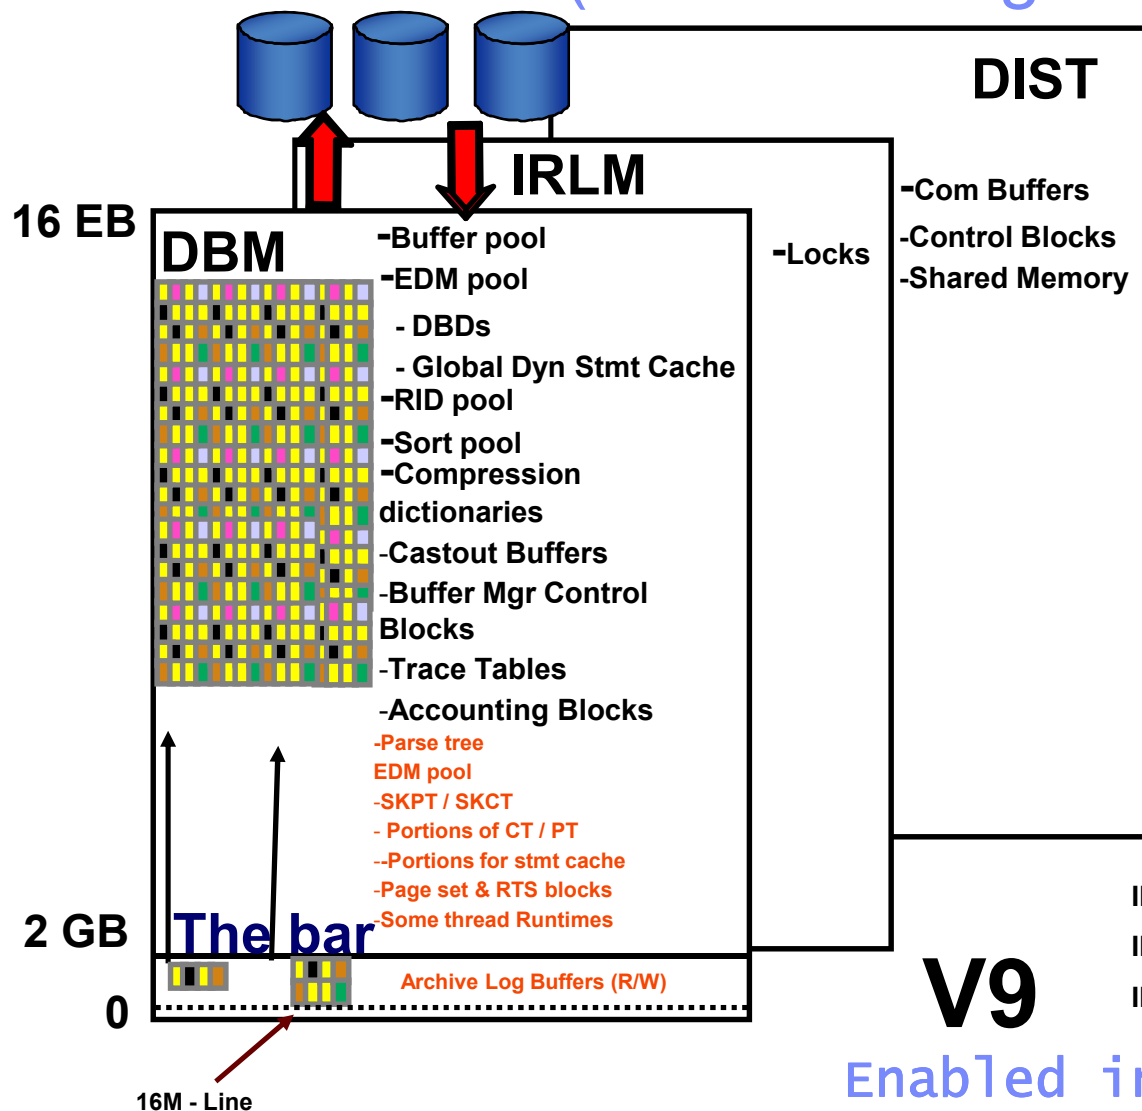 DIST
IRLM
-Com Buffers
16 EB
DBM
-Buffer pool
-Control Blocks
-Locks
-EDM pool
-Shared Memory
- DBDs
- Global Dyn Stmt Cache
-RID pool
-Sort pool
-Compression
dictionaries
-Castout Buffers
-Buffer Mgr Control
Blocks
-Trace Tables
-Accounting Blocks
-Parse tree
EDM pool
-SKPT / SKCT
- Portions of CT / PT
--Portions for stmt cache
-Page set & RTS blocks
-Some thread Runtimes
2 GB
The bar
Archive Log Buffers (R/W)
0
V9
Enabled
16M - Line